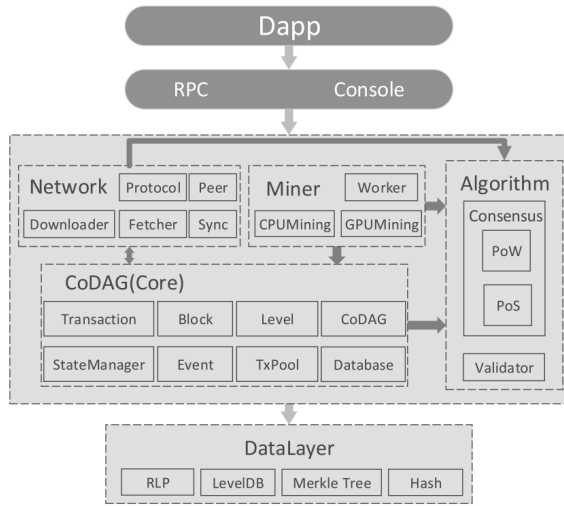 Dapp
RPC Console
Network
Protocol Peer
Downloader Fetcher Sync
Miner
Worker
CPUMining GPUMining
Algorithm
Consensus
PoW
PoS
Validator
CoDAG(Core)
Transaction Block Level CoDAG
StateManager Event TxPool Database
DataLayer
RLP LevelDB Merkle Tree Hash